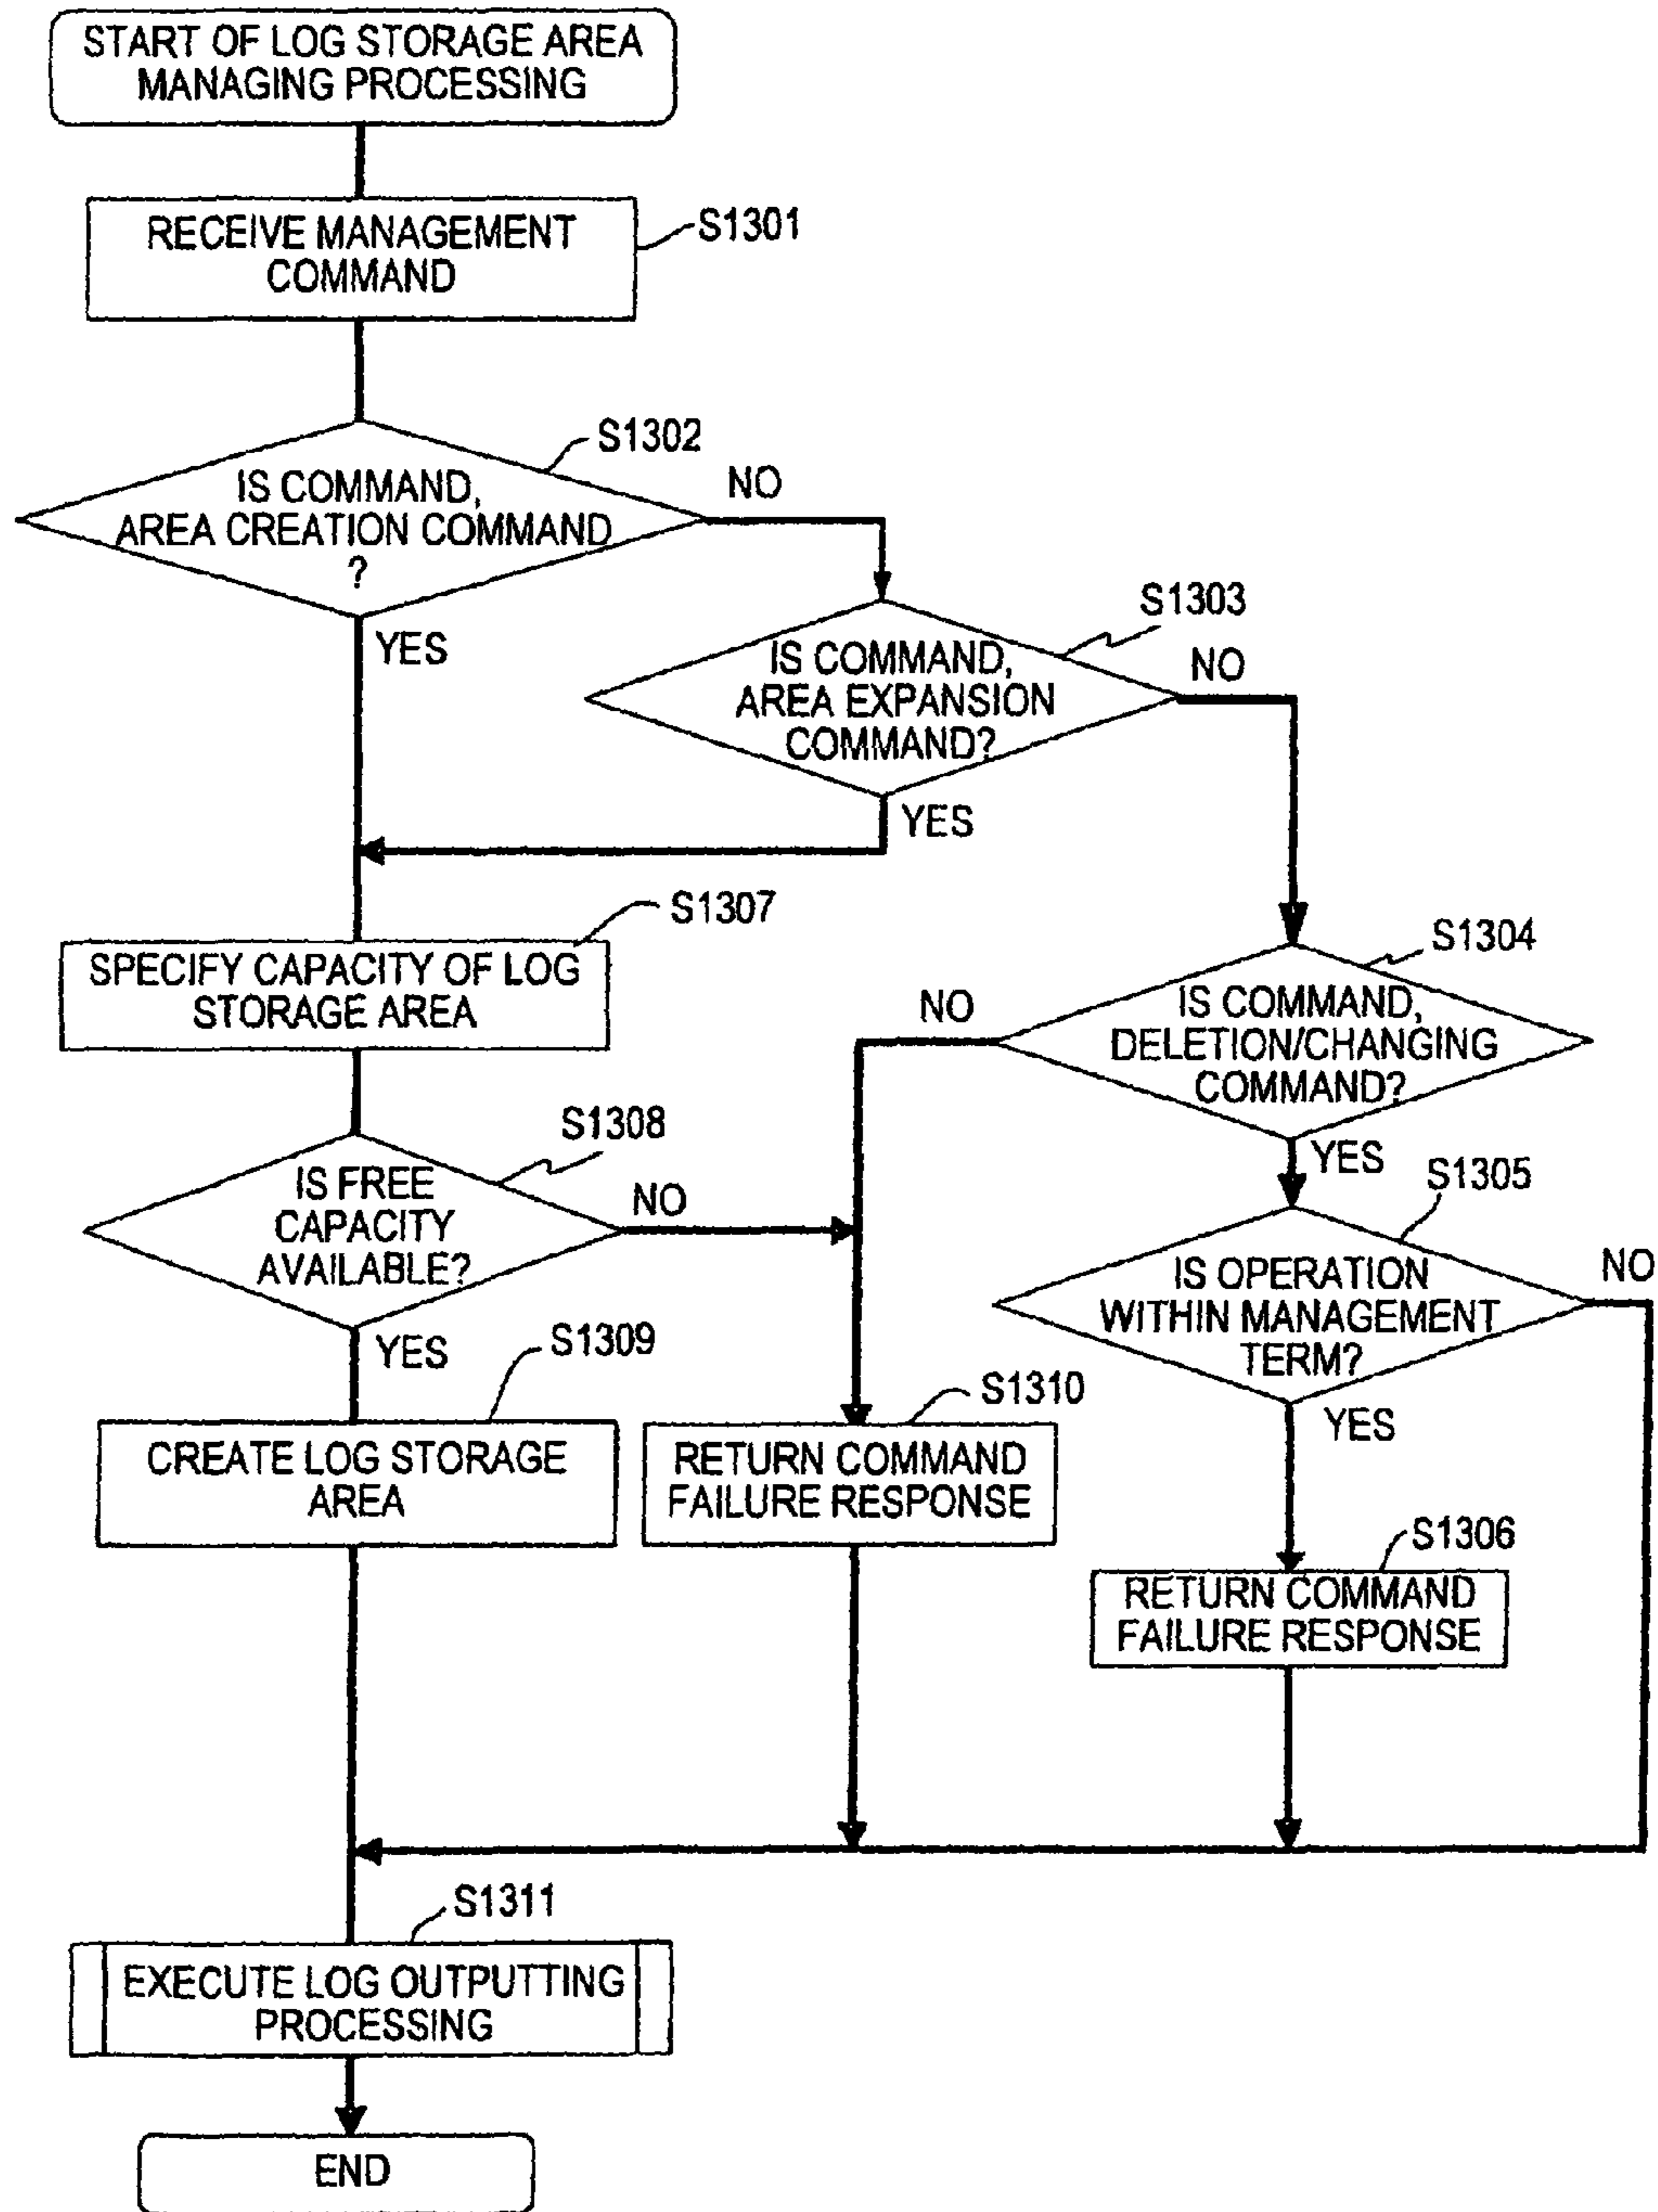 START OF LOG STORAGE AREA
MANAGING PROCESSING
RECEIVE MANAGEMENT
COMMAND
S1301
S1302
IS COMMAND,
AREA CREATION COMMAND
?
NO
YES
S1303
IS COMMAND,
AREA EXPANSION
COMMAND?
NO
YES
S1307
SPECIFY CAPACITY OF LOG
STORAGE AREA
S1304
IS COMMAND,
DELETION/CHANGING
COMMAND?
NO
YES
S1308
IS FREE
CAPACITY
AVAILABLE?
NO
YES
S1305
IS OPERATION
WITHIN MANAGEMENT
TERM?
NO
YES
S1309
CREATE LOG STORAGE
AREA
S1310
RETURN COMMAND
FAILURE RESPONSE
S1306
RETURN COMMAND
FAILURE RESPONSE
S1311
EXECUTE LOG OUTPUTTING
PROCESSING
END